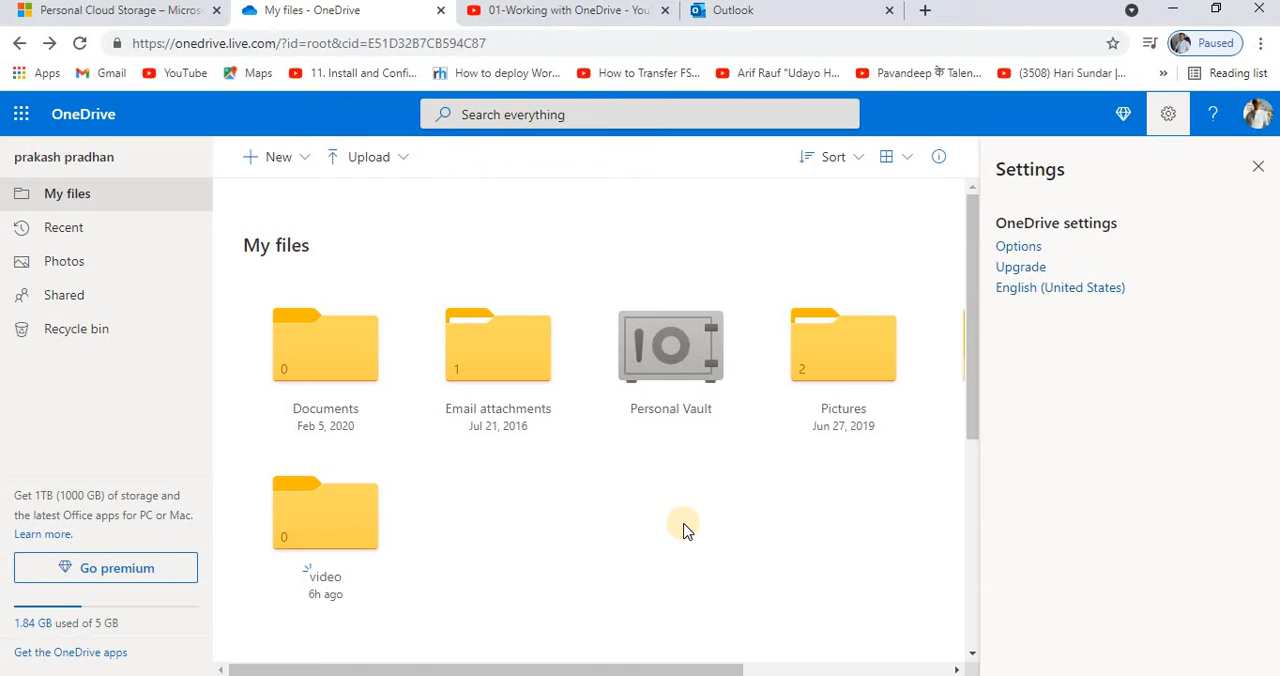 Personal Cloud Storage – Micros
My files - OneDrive
01-Working with OneDrive - You
Outlook
https://onedrive.live.com/?id=root&cid=E51D32B7CB594C87
Paused
Apps
Gmail
YouTube
Maps
11. Install and Confi...
How to deploy Wor...
How to Transfer FS...
Arif Rauf "Udayo H...
Pavandeep के Talen...
(3508) Hari Sundar |...
»
Reading list
OneDrive
Search everything
?
prakash pradhan
New
Upload
Sort
Settings
My files
Recent
Photos
Shared
Recycle bin
My files
OneDrive settings
Options
Upgrade
English (United States)
0
1
2
Documents
Email attachments
Personal Vault
Pictures
Feb 5, 2020
Jul 21, 2016
Jun 27, 2019
0
video
6h ago
Get 1TB (1000 GB) of storage and
the latest Office apps for PC or Mac.
Learn more.
Go premium
1.84 GB used of 5 GB
Get the OneDrive apps